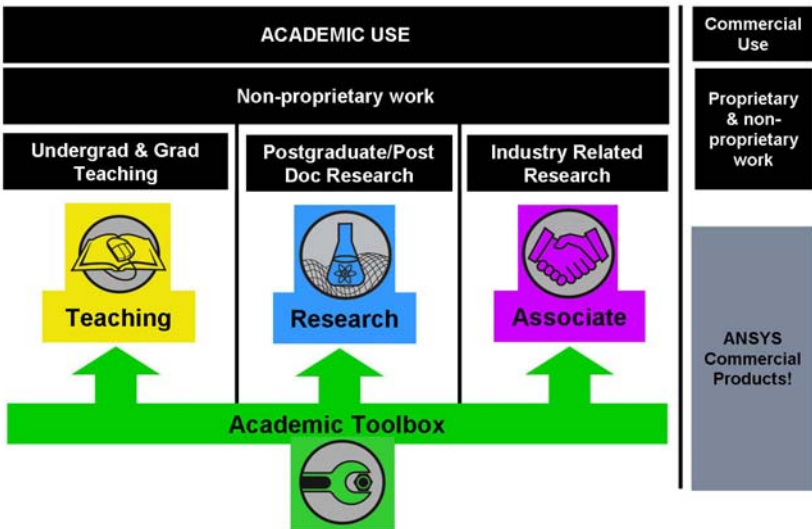 ACADEMIC USE
Commercial
Use
Non-proprietary work
Proprietary
& non-
proprietary
work
Undergrad & Grad
Teaching
Postgraduate/Post
Doc Research
Industry Related
Research
Teaching
Research
Associate
ANSYS
Commercial
Products!
Academic Toolbox